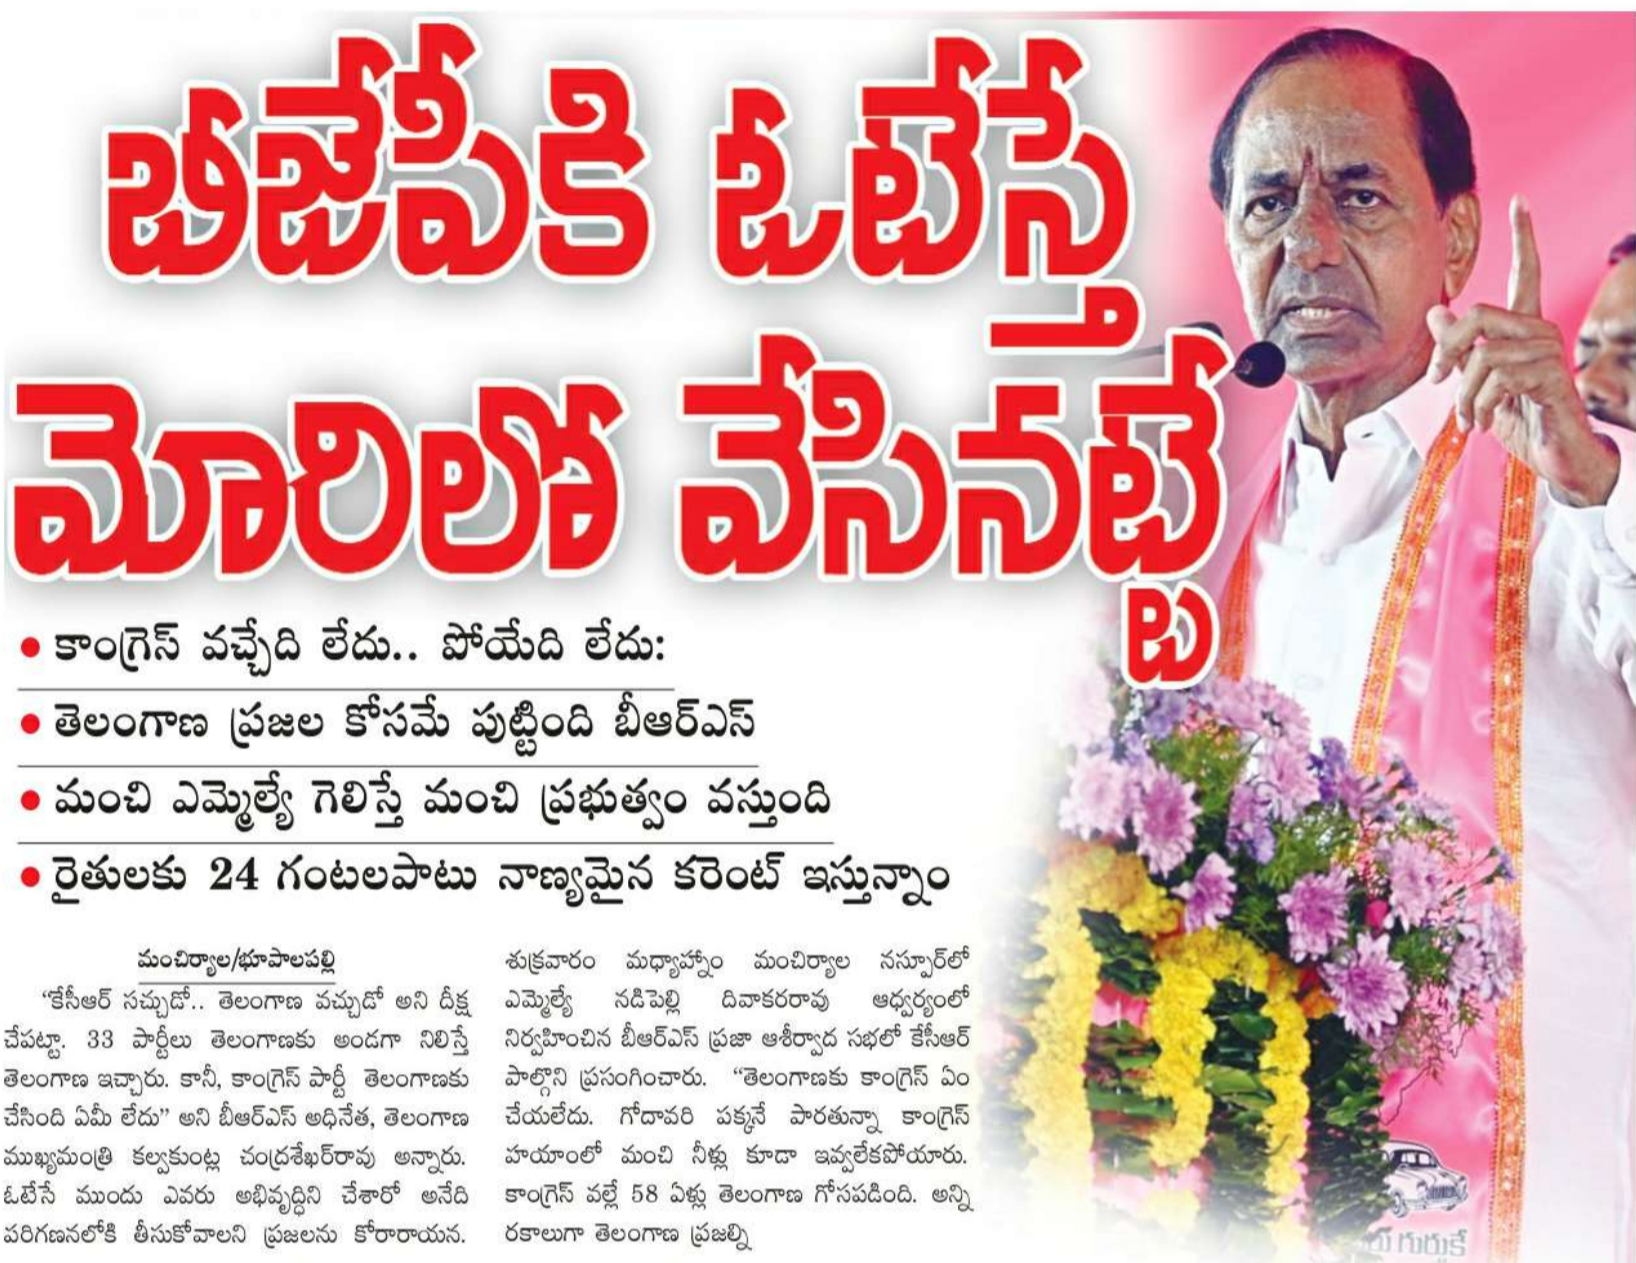 బీజేపీకి ఓటేస్తే
మోరిలో వేసినట్టే
• కాంగ్రెస్ వచ్చేది లేదు.. పోయేది లేదు:
• తెలంగాణ ప్రజల కోసమే పుట్టింది బీఆర్ఎస్
• మంచి ఎమ్మెల్యే గెలిస్తే మంచి ప్రభుత్వం వస్తుంది
• రైతులకు 24 గంటలపాటు నాణ్యమైన కరెంట్ ఇస్తున్నాం
మంచిర్యాల/భూపాలపల్లి
“కేసీఆర్ సచ్చుడో.. తెలంగాణ వచ్చుడో అని దీక్ష
చేపట్టా. 33 పార్టీలు తెలంగాణకు అండగా నిలిస్తే
తెలంగాణ ఇచ్చారు. కానీ, కాంగ్రెస్ పార్టీ తెలంగాణకు
చేసింది ఏమీ లేదు” అని బీఆర్ఎస్ అధినేత, తెలంగాణ
ముఖ్యమంత్రి కల్వకుంట్ల చంద్రశేఖర్‌రావు అన్నారు.
ఓటేసే ముందు ఎవరు అభివృద్ధిని చేశారో అనేది
పరిగణనలోకి తీసుకోవాలని ప్రజలను కోరారాయన.
శుక్రవారం మధ్యాహ్నాం మంచిర్యాల నస్పూర్‌లో
ఎమ్మెల్యే నడిపెల్లి దివాకరరావు ఆధ్వర్యంలో
నిర్వహించిన బీఆర్ఎస్ ప్రజా ఆశీర్వాద సభలో కేసీఆర్
పాల్గొని ప్రసంగించారు. “తెలంగాణకు కాంగ్రెస్ ఏం
చేయలేదు. గోదావరి పక్కనే పారతున్నా కాంగ్రెస్
హయాంలో మంచి నీళ్లు కూడా ఇవ్వలేకపోయారు.
కాంగ్రెస్ వల్లే 58 ఏళ్లు తెలంగాణ గోసపడింది. అన్ని
రకాలుగా తెలంగాణ ప్రజల్ని
గుర్తుకే